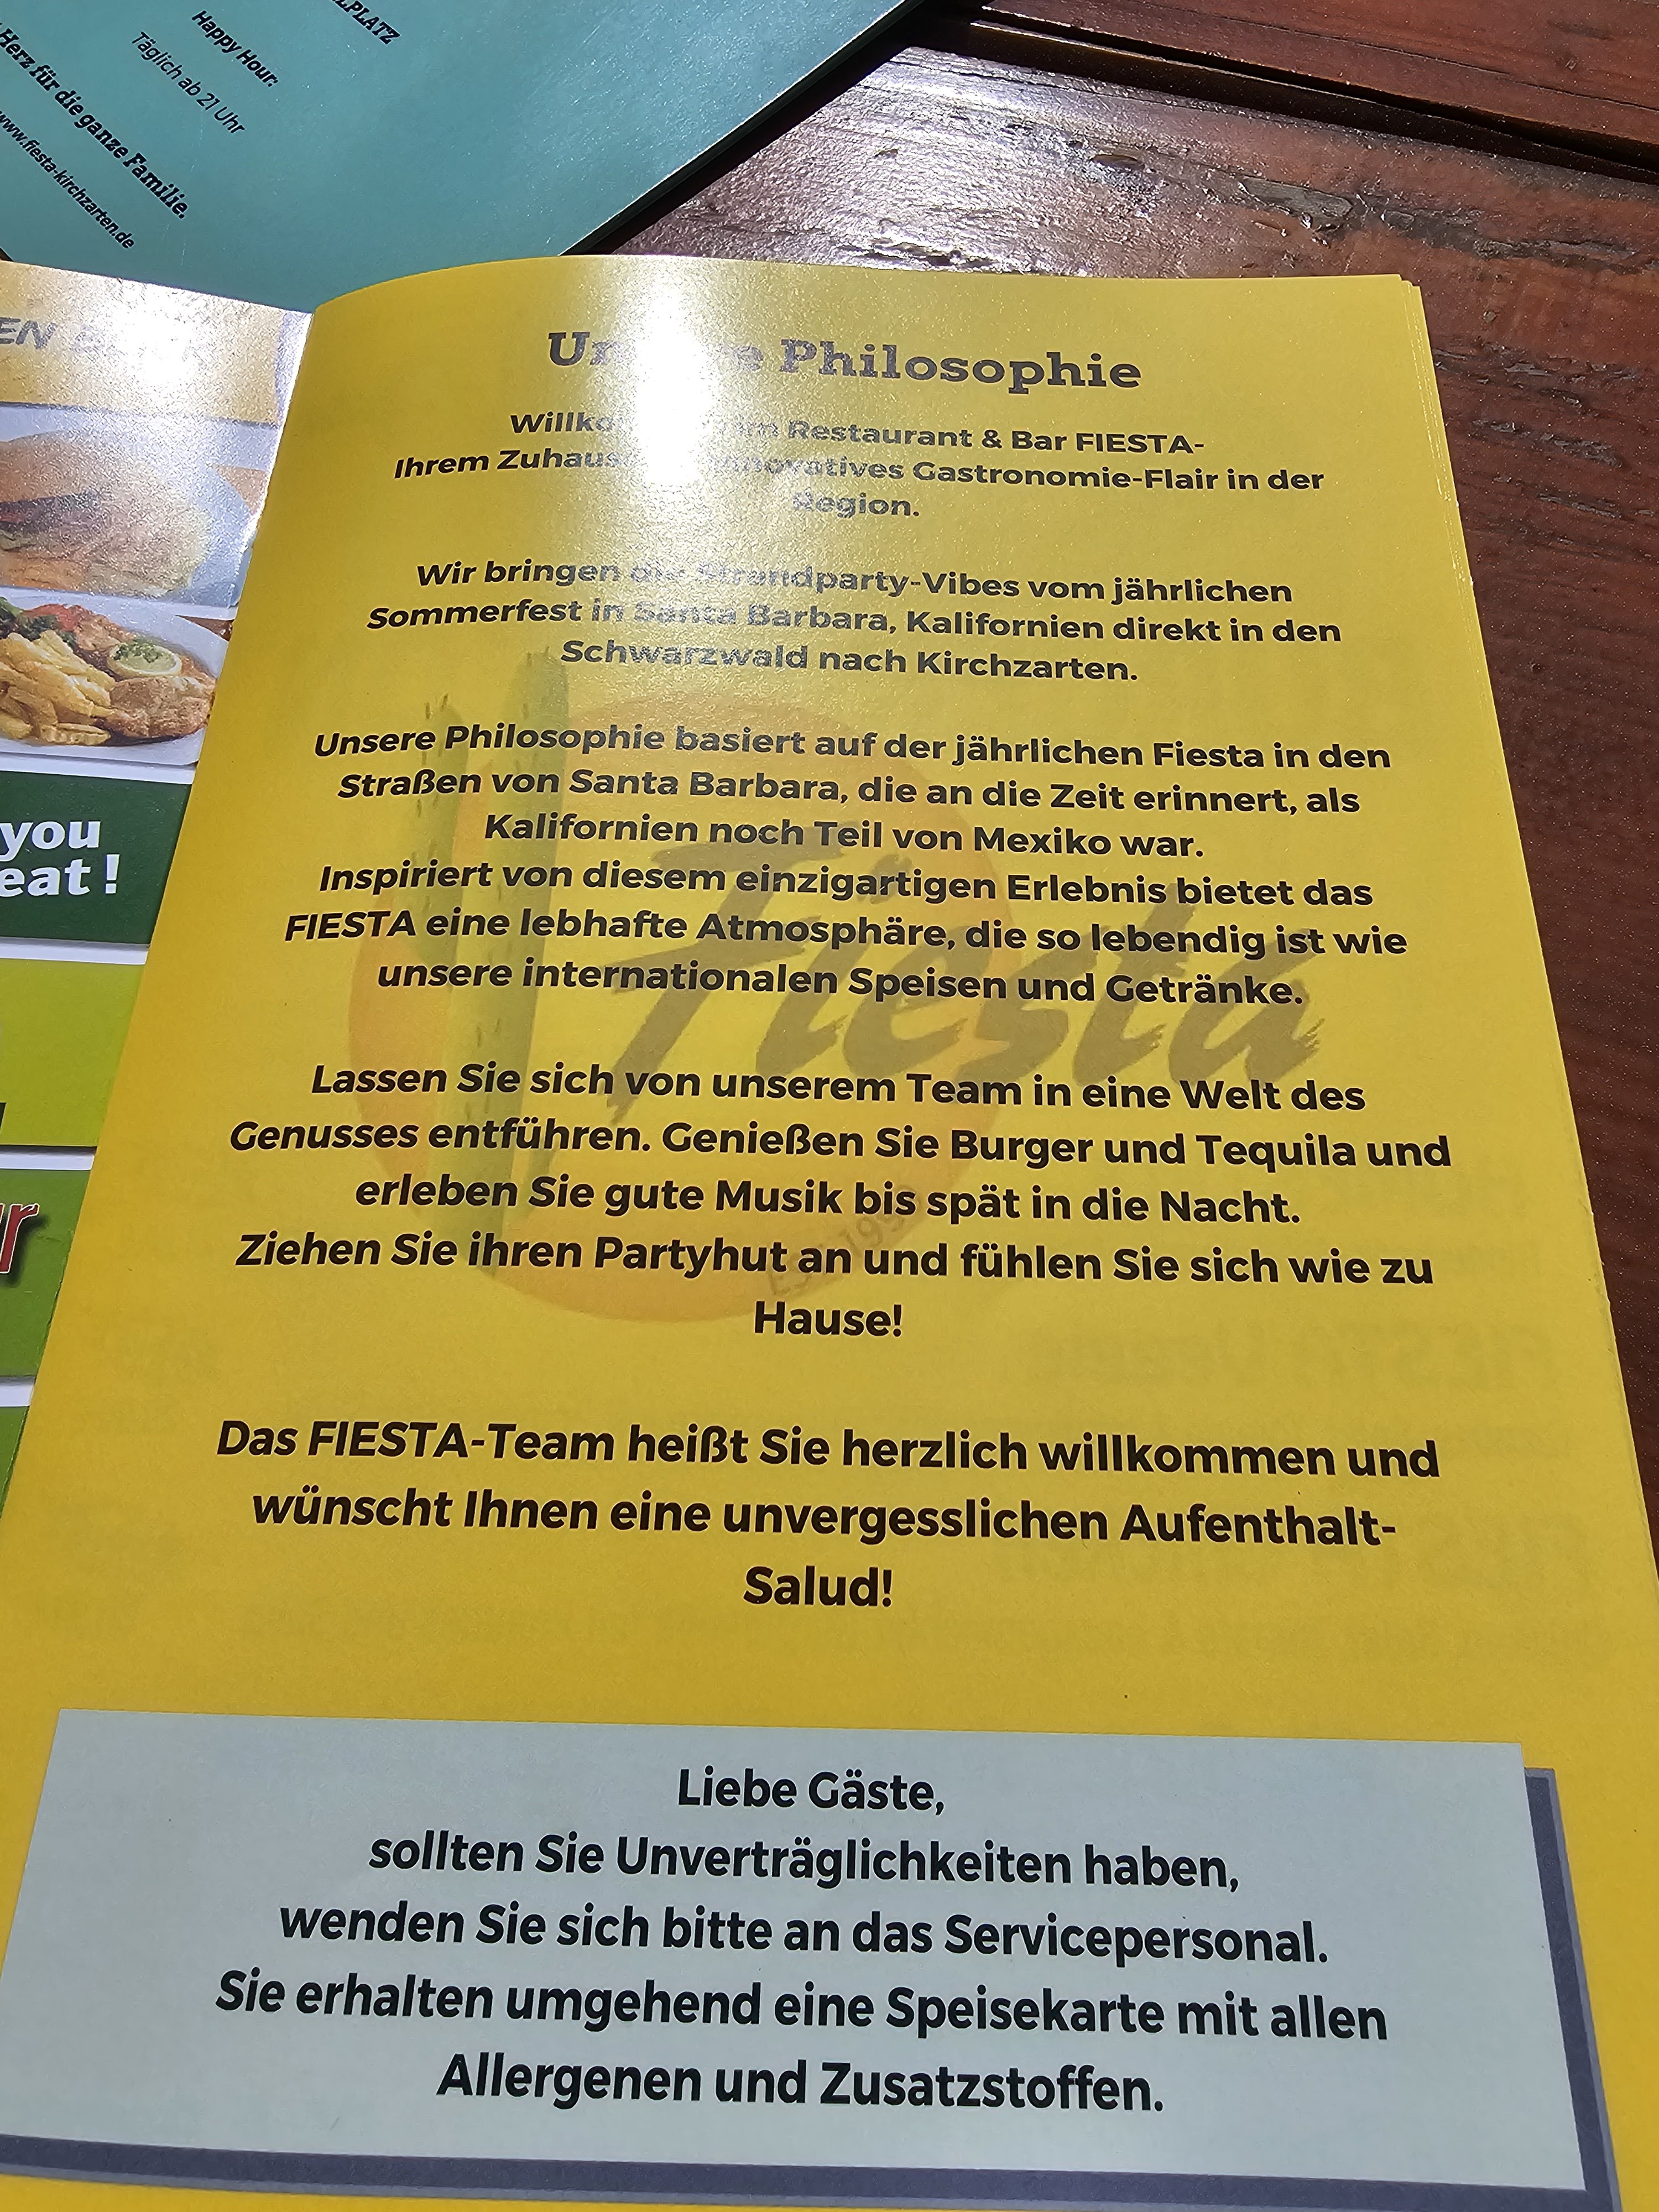 Happy Hour:
Täglich ab 21 Uhr
Herz für die ganze Familie.
www.fiesta-kirchzarten.de
you
eat!
Philosophie
Restaurant & Bar FIESTA-
Ihrem Zuhause innovatives Gastronomie-Flair in der
Region.
Wir bringen die Strandparty-Vibes vom jährlichen
Sommerfest in Santa Barbara, Kalifornien direkt in den
Schwarzwald nach Kirchzarten.
Unsere Philosophie basiert auf der jährlichen Fiesta in den
Straßen von Santa Barbara, die an die Zeit erinnert, als
Kalifornien noch Teil von Mexiko war.
Inspiriert von diesem einzigartigen Erlebnis bietet das
FIESTA eine lebhafte Atmosphäre, die so lebendig ist wie
unsere internationalen Speisen und Getränke.
Fiesta
Lassen Sie sich von unserem Team in eine Welt des
Genusses entführen. Genießen Sie Burger und Tequila und
erleben Sie gute Musik bis spät in die Nacht.
Ziehen Sie ihren Partyhut an und fühlen Sie sich wie zu
Hause!
Das FIESTA-Team heißt Sie herzlich willkommen und
wünscht Ihnen eine unvergesslichen Aufenthalt-
Salud!
Liebe Gäste,
sollten Sie Unverträglichkeiten haben,
wenden Sie sich bitte an das Servicepersonal.
Sie erhalten umgehend eine Speisekarte mit allen
Allergenen und Zusatzstoffen.